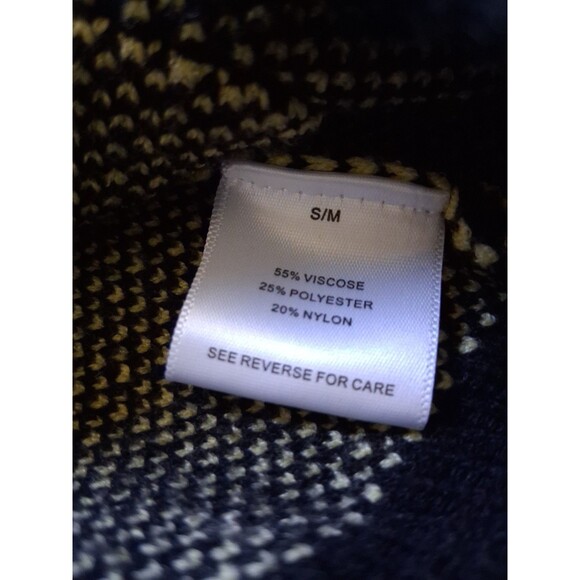 S/M
55% VISCOSE
25% POLYESTER
20% NYLON
SEE REVERSE FOR CARE